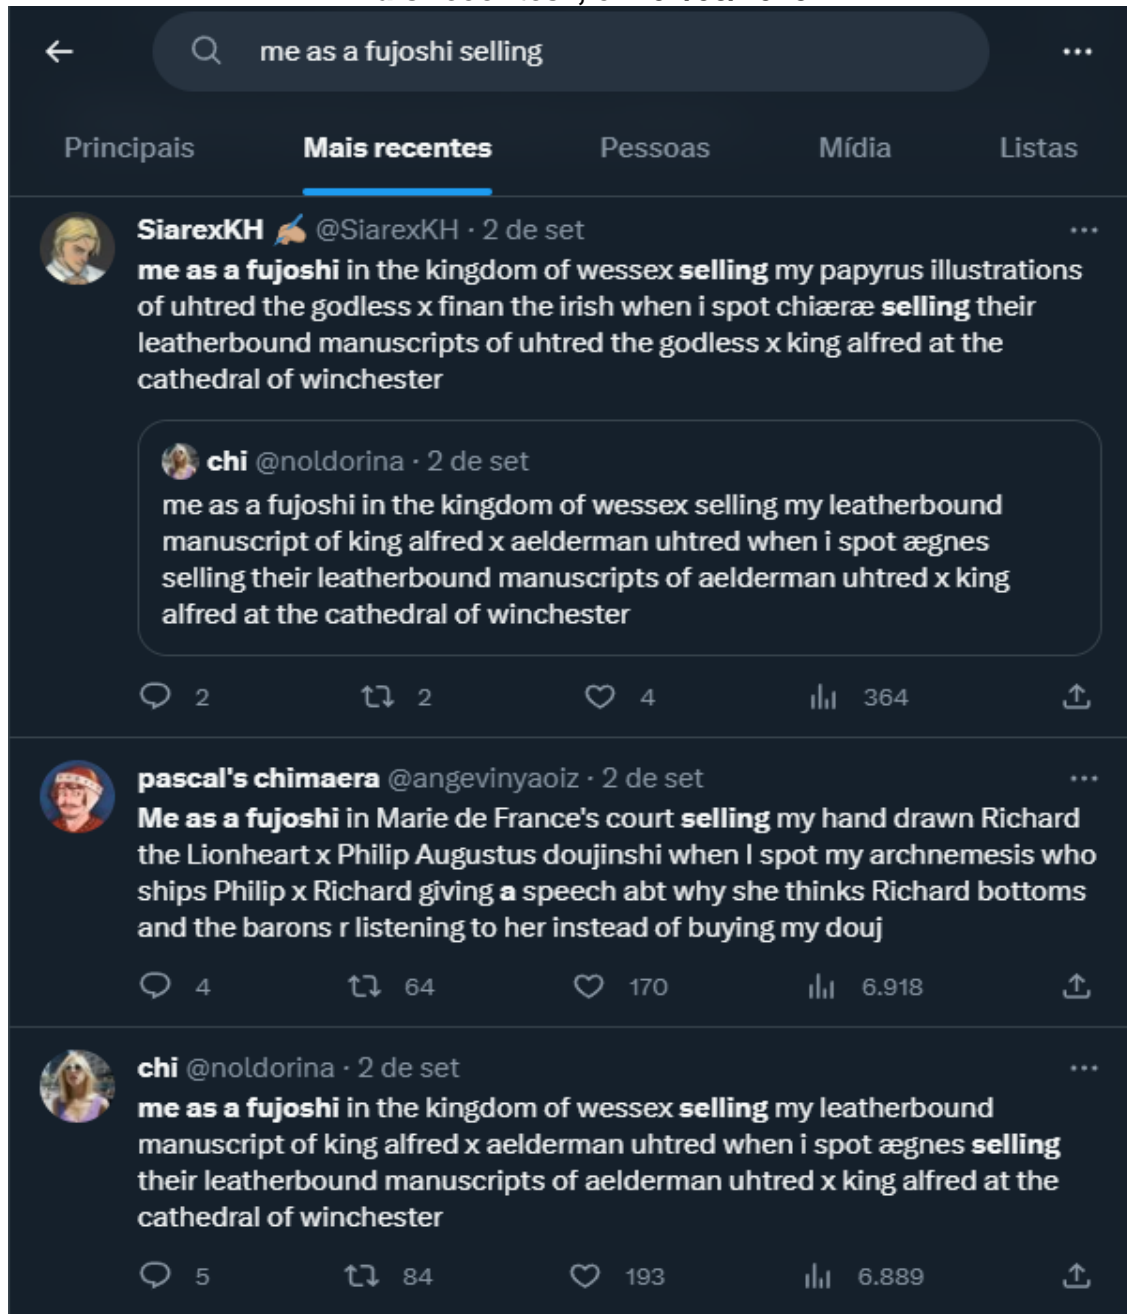 me as a fujoshi selling
Principais
Mais recentes
Pessoas
Mídia
Listas
SiarexKH @SiarexKH · 2 de set
me as a fujoshi in the kingdom of wessex selling my papyrus illustrations
of uhtred the godless x finan the irish when i spot chiæræ selling their
leatherbound manuscripts of uhtred the godless x king alfred at the
cathedral of winchester
chi @noldorina · 2 de set
me as a fujoshi in the kingdom of wessex selling my leatherbound
manuscript of king alfred x aelderman uhtred when i spot ægnes
selling their leatherbound manuscripts of aelderman uhtred x king
alfred at the cathedral of winchester
2 2 4 364
pascal's chimaera @angevinyaoiz · 2 de set
Me as a fujoshi in Marie de France's court selling my hand drawn Richard
the Lionheart x Philip Augustus doujinshi when I spot my archnemesis who
ships Philip x Richard giving a speech abt why she thinks Richard bottoms
and the barons r listening to her instead of buying my douj
4 64 170 6.918
chi @noldorina · 2 de set
me as a fujoshi in the kingdom of wessex selling my leatherbound
manuscript of king alfred x aelderman uhtred when i spot ægnes selling
their leatherbound manuscripts of aelderman uhtred x king alfred at the
cathedral of winchester
5 84 193 6.889